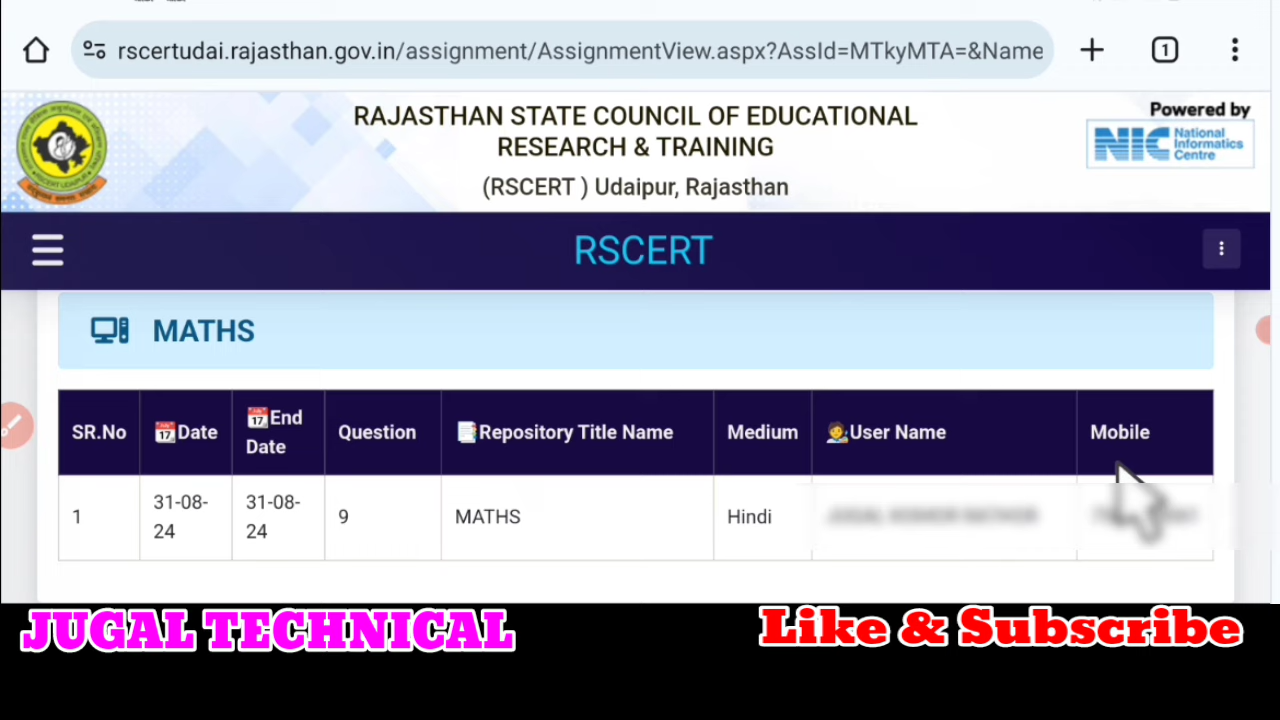 rscertudai.rajasthan.gov.in/assignment/AssignmentView.aspx?AssId=MTkyMTA=&Name
1
RAJASTHAN STATE COUNCIL OF EDUCATIONAL
RESEARCH & TRAINING
(RSCERT ) Udaipur, Rajasthan
Powered by
NIC National
Informatics
Centre
RSCERT
MATHS
SR.No Date End Date Question Repository Title Name Medium User Name Mobile
1 31-08-24 31-08-24 9 MATHS Hindi
JUGAL TECHNICAL
Like & Subscribe